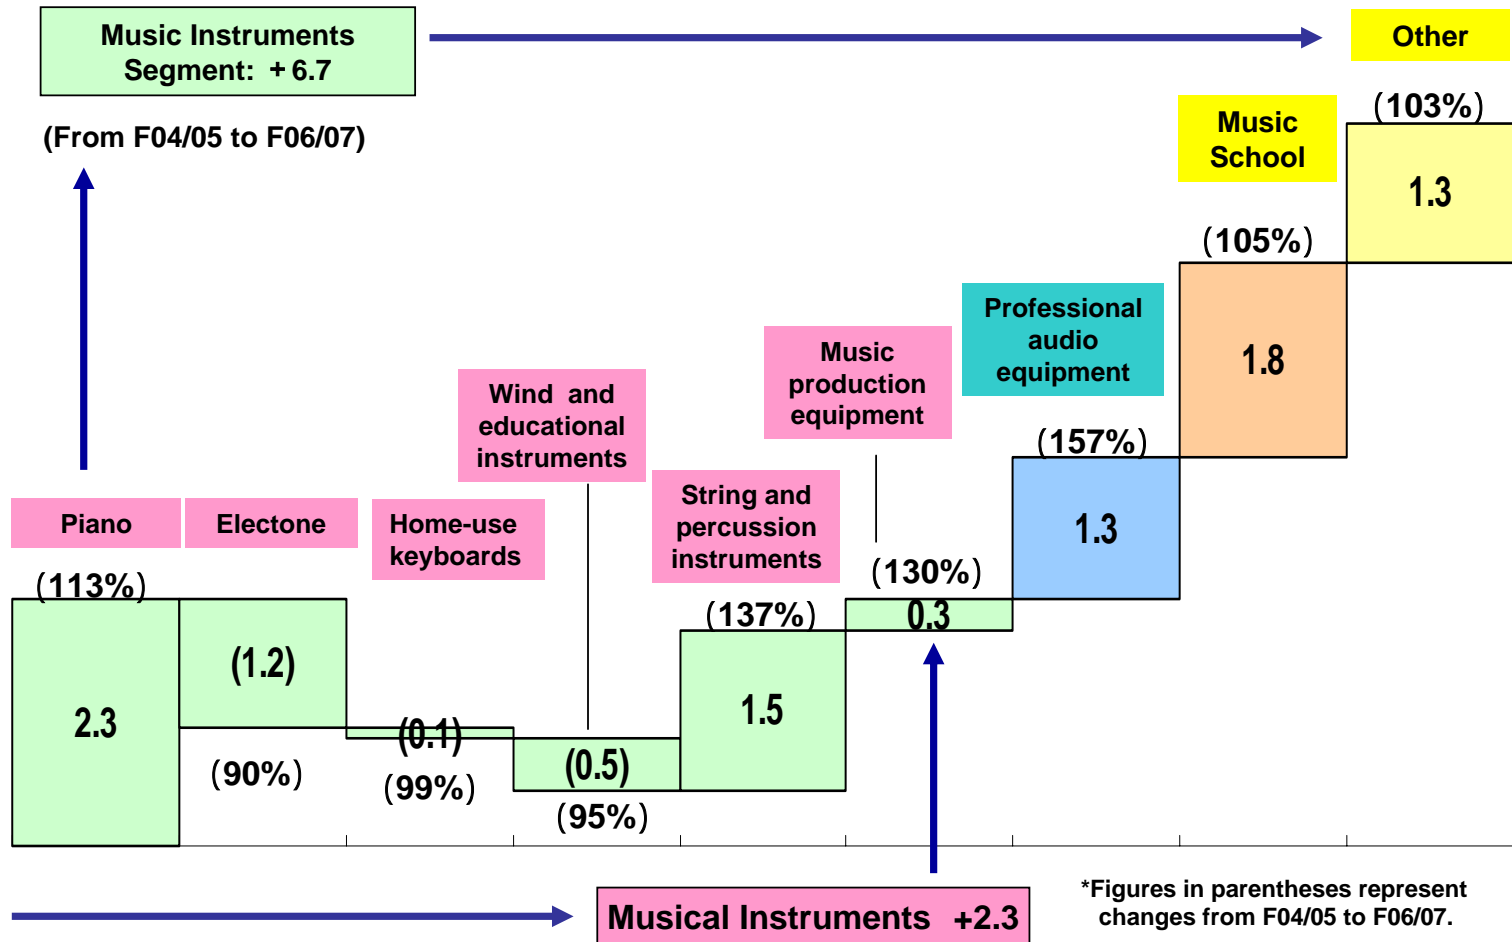 Music Instruments
Segment: + 6.7
(From F04/05 to F06/07)
Other
(103%)
1.3
Music
School
(105%)
1.8
Professional
audio
equipment
(157%)
1.3
Music
production
equipment
(130%)
0.3
Wind and
educational
instruments
String and
percussion
instruments
(137%)
1.5
Piano
(113%)
2.3
Electone
(1.2)
(90%)
Home-use
keyboards
(0.1)
(99%)
(0.5)
(95%)
Musical Instruments +2.3
*Figures in parentheses represent
changes from F04/05 to F06/07.